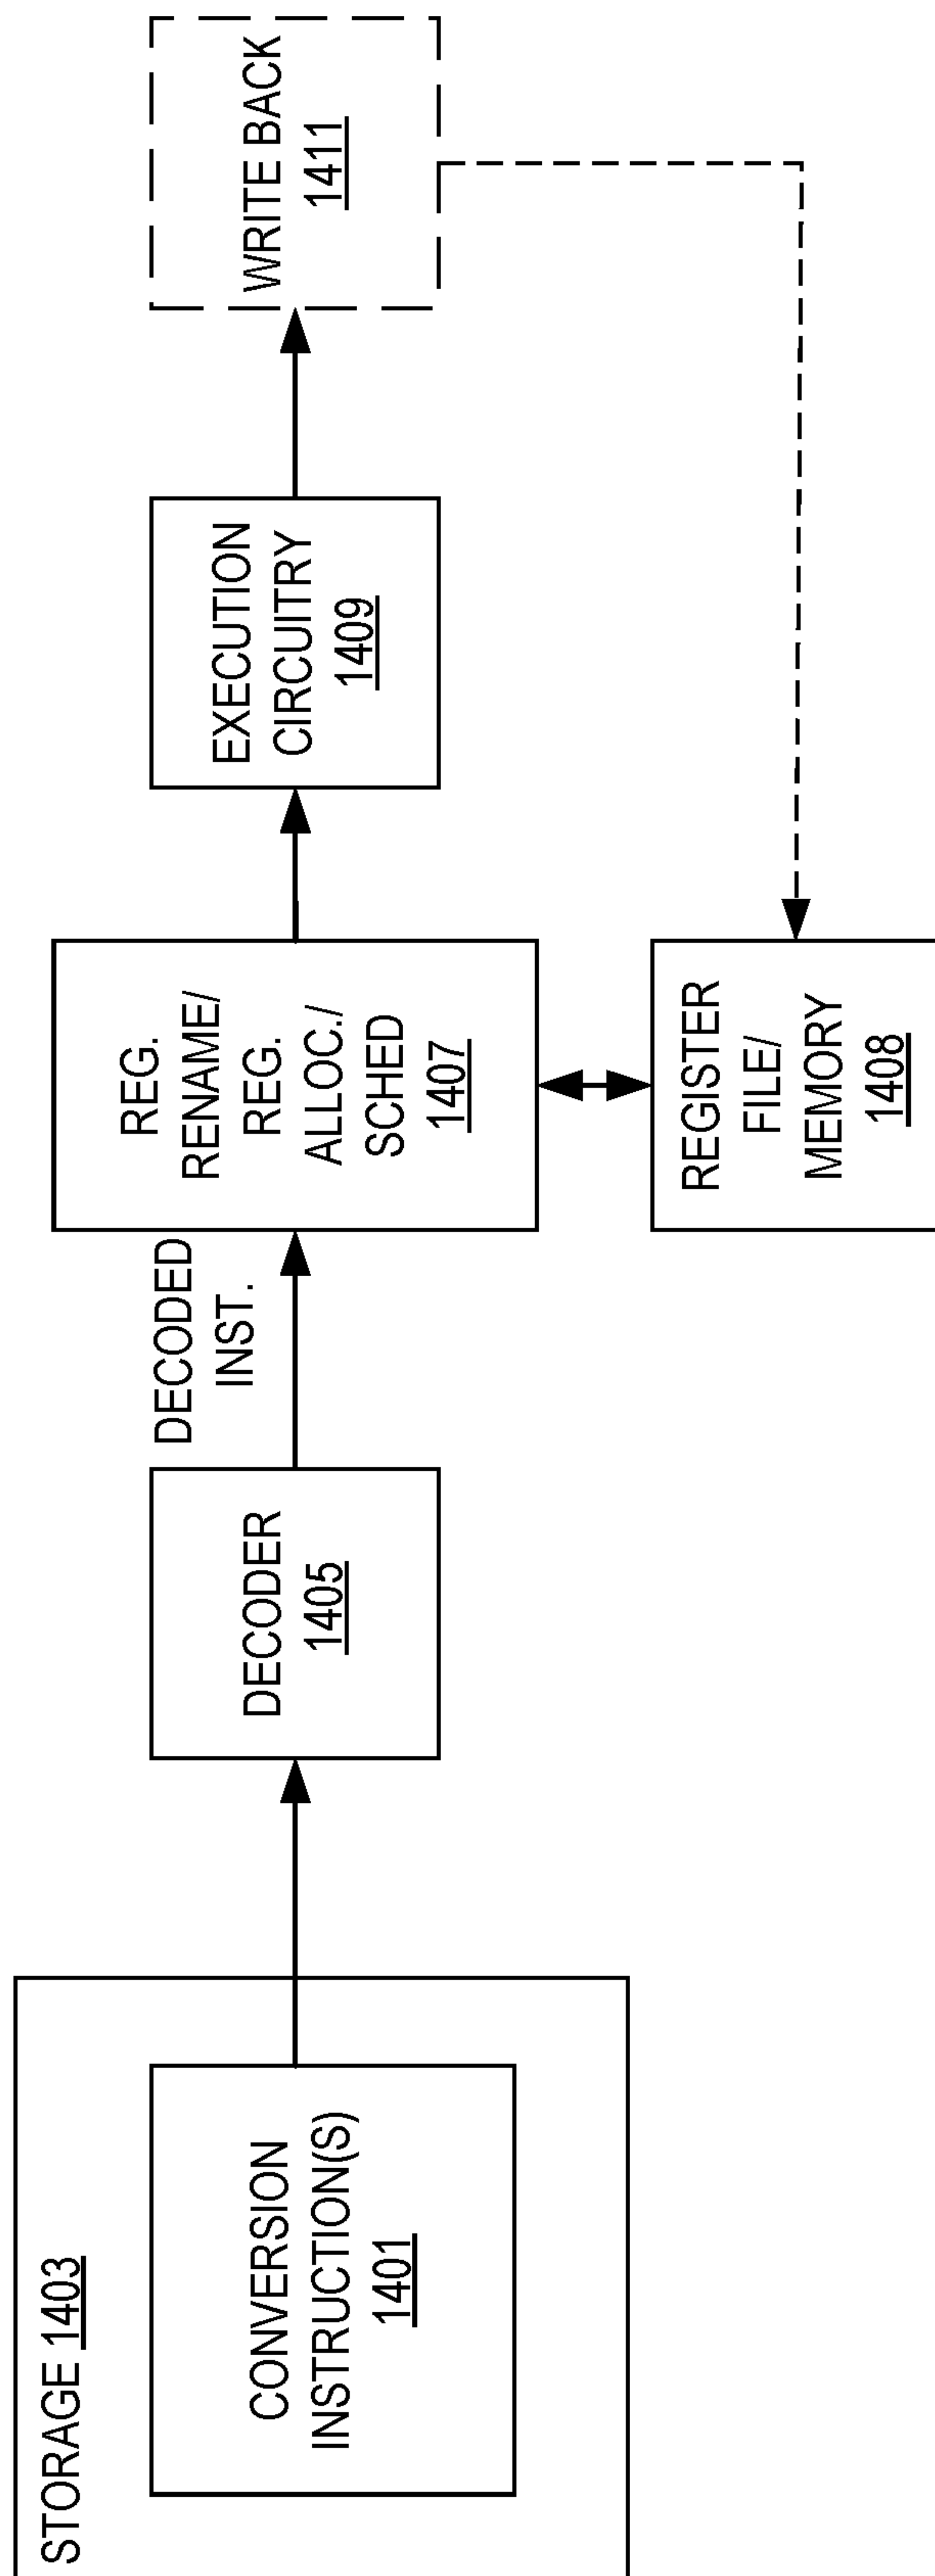 STORAGE 1403
CONVERSION
INSTRUCTION(S)
1401
DECODER
1405
DECODED
INST.
REG.
RENAME/
REG.
ALLOC./
SCHED
1407
REGISTER
FILE/
MEMORY
1408
EXECUTION
CIRCUITRY
1409
WRITE BACK
1411